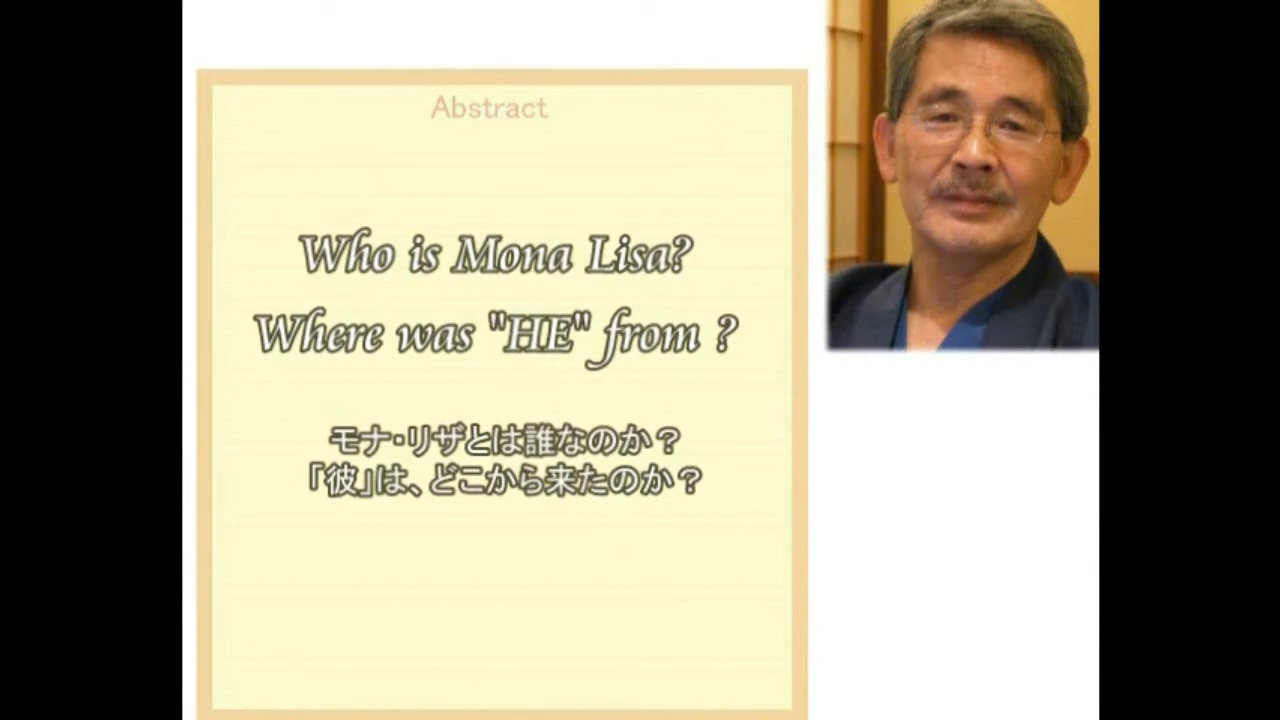 Abstract
Who is Mona Lisa?
Where was "HE" from ?
モナ・リザとは誰なのか？
「彼」は、どこから来たのか？